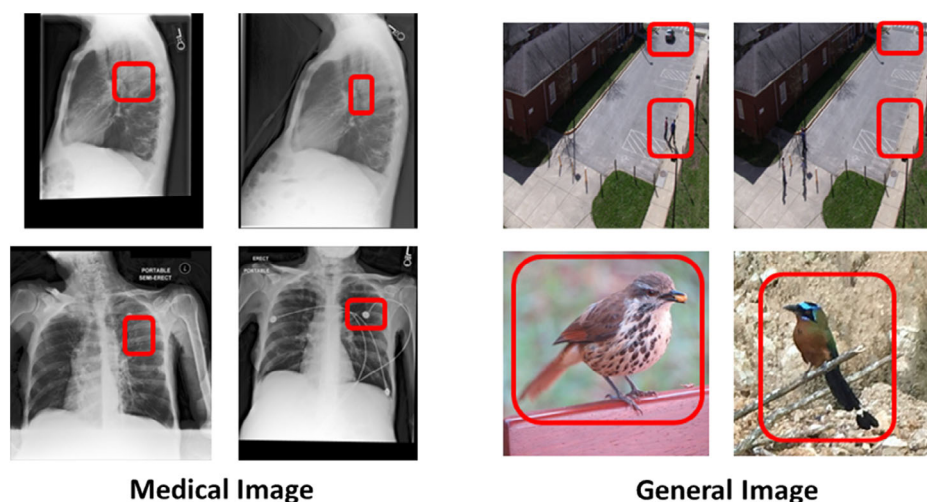 PORTABLE
SEMI-ERECT
L
ERECT
PORTABLE
Medical Image
General Image